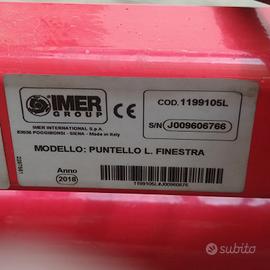 IMER
GROUP
CE
COD. 1199105L
IMER INTERNATIONAL S.p.A.
53036 POGGIBONSI - SIENA - Made in Italy
S/N J009606766
MODELLO: PUNTELLO L. FINESTRA
Anno
2018
subito